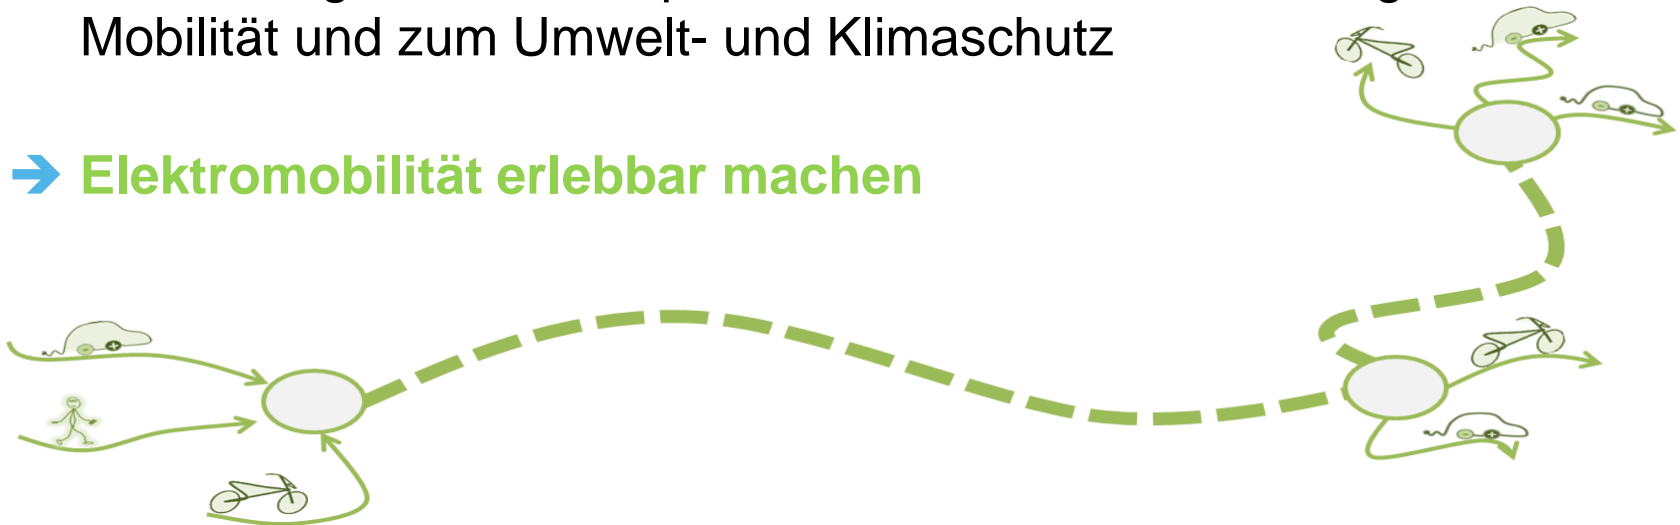 Mobilität und zum Umwelt- und Klimaschutz
➔ Elektromobilität erlebbar machen